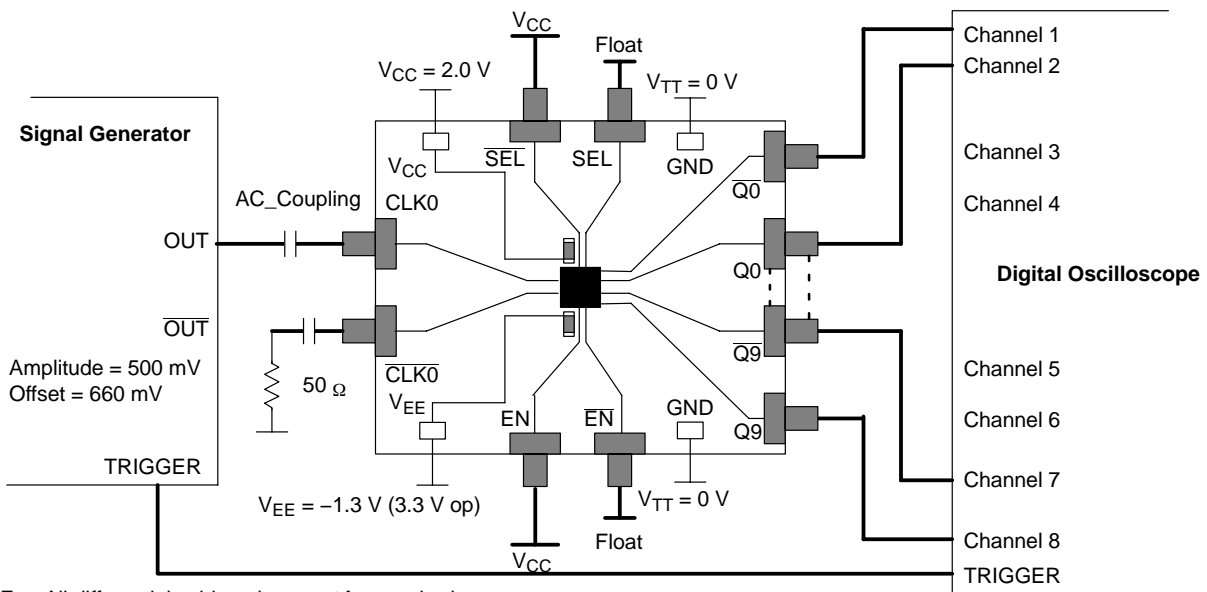 Signal Generator
OUT
OUT
Amplitude = 500 mV
Offset = 660 mV
TRIGGER
AC_Coupling
50 Ω
VCC
Float
VCC = 2.0 V
VTT = 0 V
VCC
SEL
SEL
GND
CLK0
CLK0
Q0
Q0
Q9
Q9
VEE
EN
EN
GND
VEE = −1.3 V (3.3 V op)
VTT = 0 V
VCC
Float
Channel 1
Channel 2
Channel 3
Channel 4
Digital Oscilloscope
Channel 5
Channel 6
Channel 7
Channel 8
TRIGGER